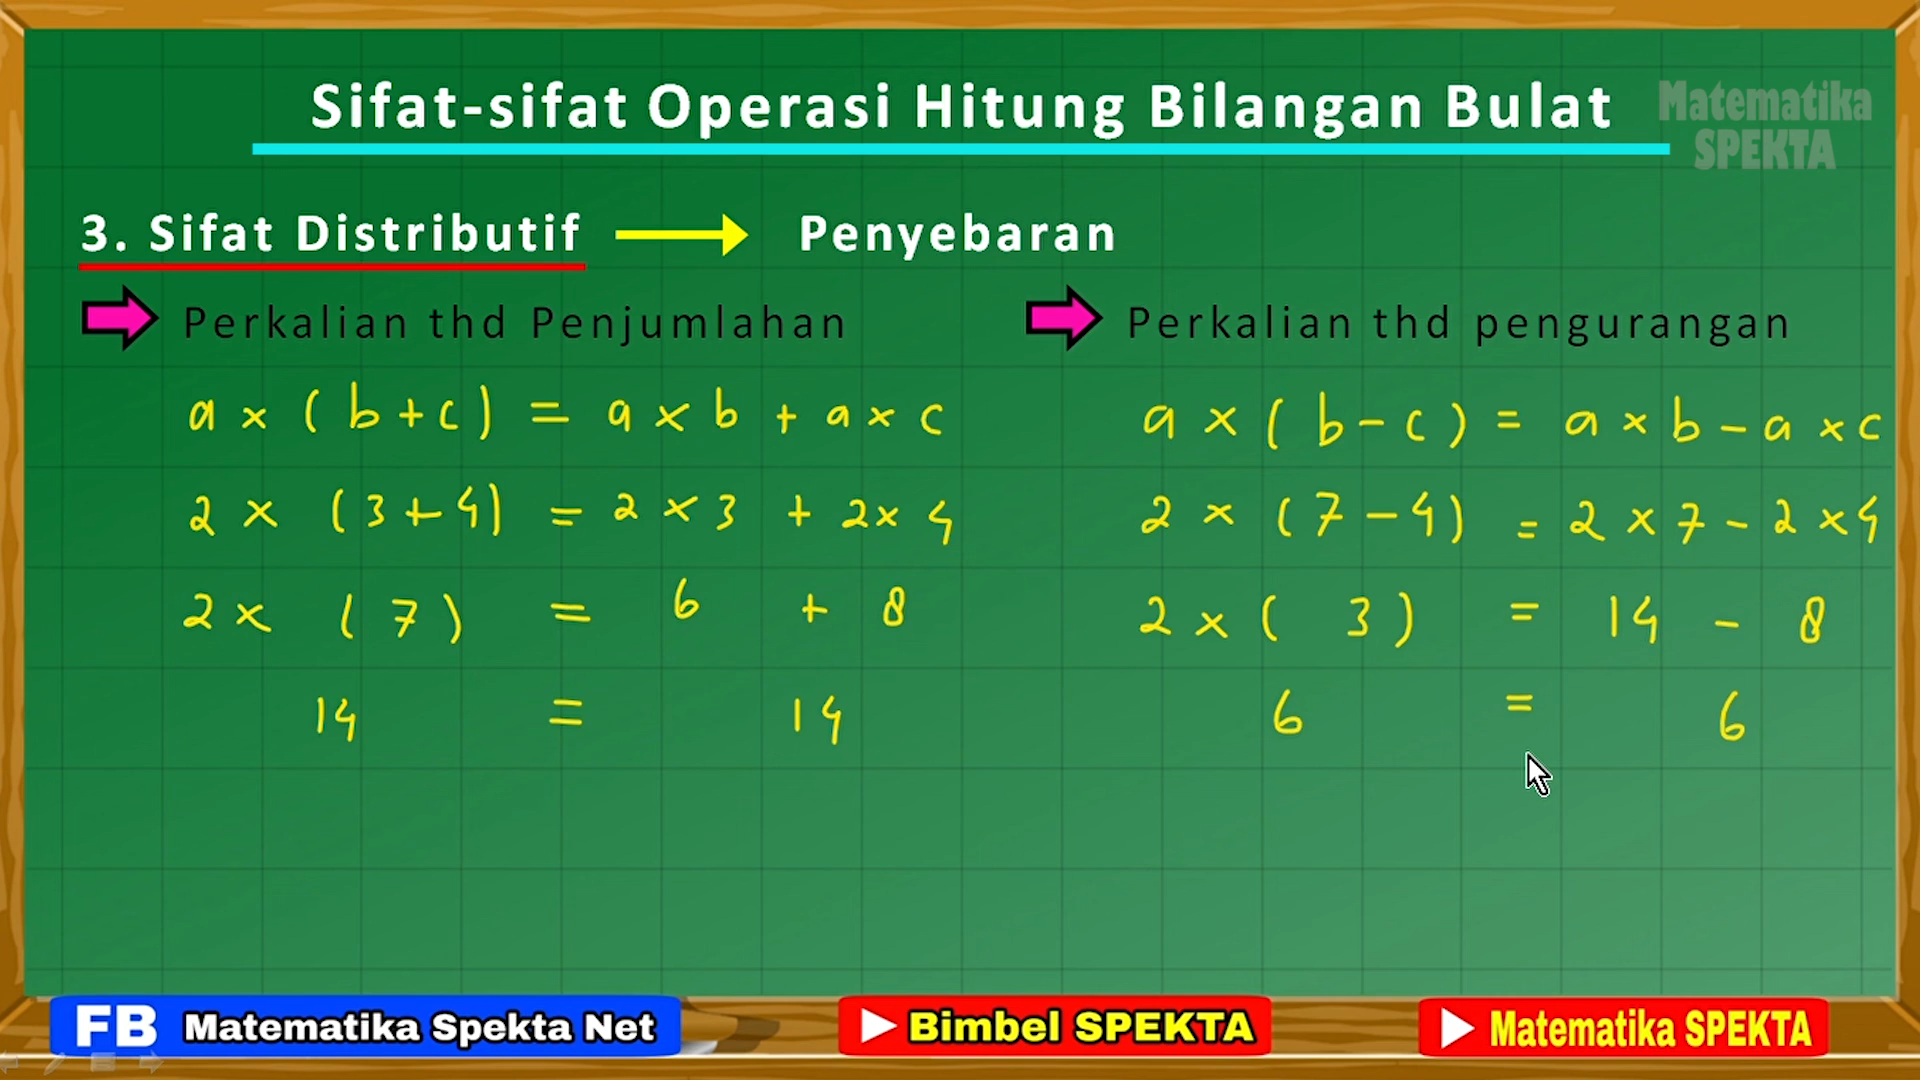 Sifat-sifat Operasi Hitung Bilangan Bulat
Matematika
SPEKTA
3. Sifat Distributif
Penyebaran
Perkalian thd Penjumlahan
a × (b+c) = a × b + a × c
2 × (3+4) = 2 × 3 + 2 × 4
2 × (7) = 6 + 8
14 = 14
Perkalian thd pengurangan
a × (b-c) = a × b - a × c
2 × (7-4) = 2 × 7 - 2 × 4
2 × (3) = 14 - 8
6 = 6
FB Matematika Spekta Net
Bimbel SPEKTA
Matematika SPEKTA